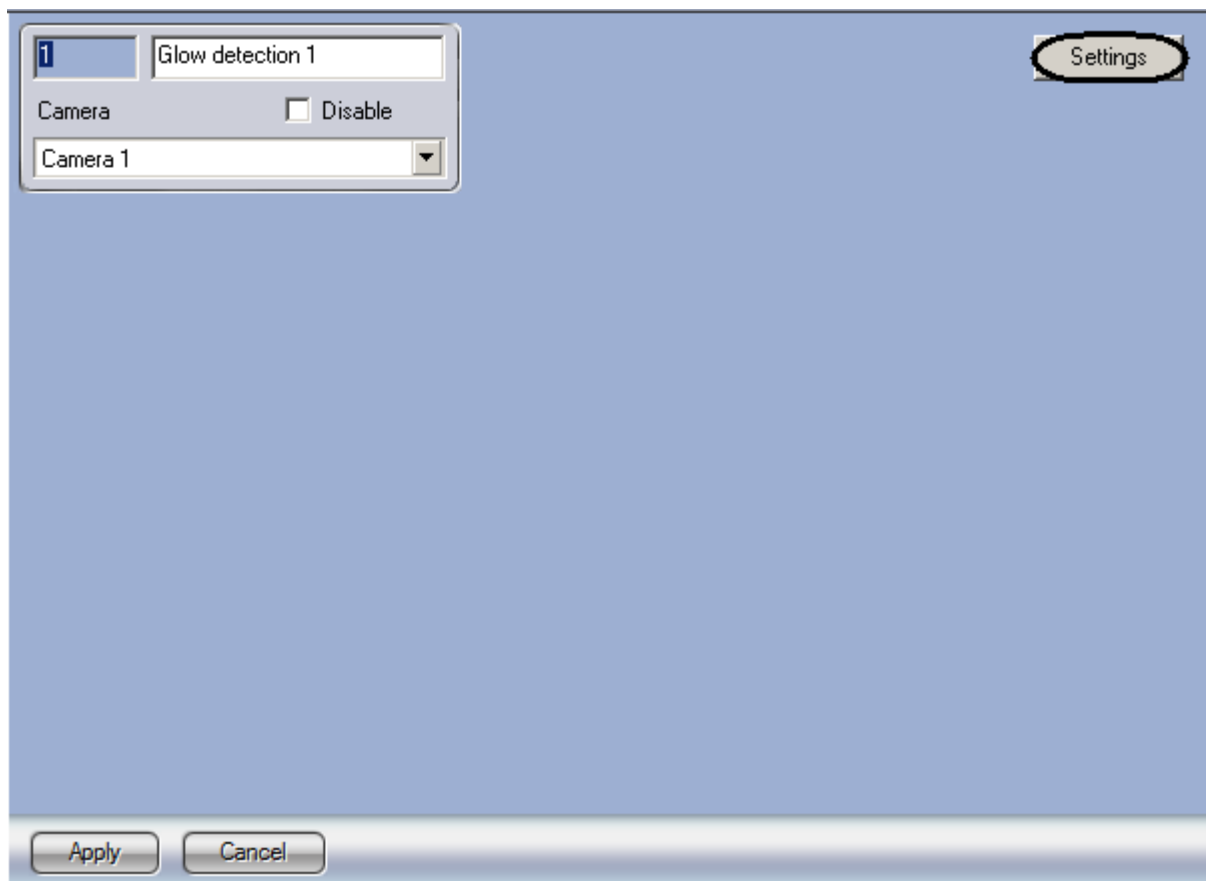 1 Glow detection 1
Settings
Camera Disable
Camera 1
Apply Cancel